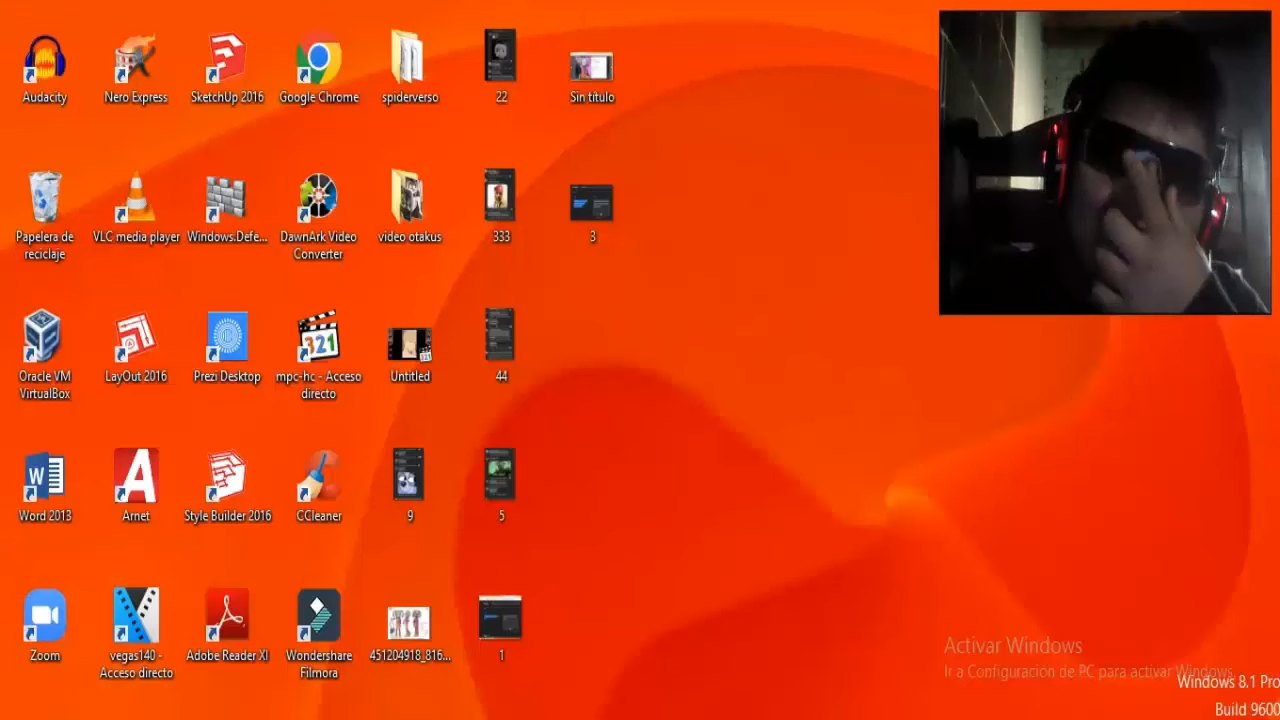 Audacity
Nero Express
SketchUp 2016
Google Chrome
spiderverso
22
Sin título
Papelera de
reciclaje
VLC media player
Windows.Defe...
DawnArk Video
Converter
video otakus
333
3
Oracle VM
VirtualBox
LayOut 2016
Prezi Desktop
mpc-hc - Acceso
directo
Untitled
44
Word 2013
Arnet
Style Builder 2016
CCleaner
9
5
Zoom
vegas140 -
Acceso directo
Adobe Reader XI
Wondershare
Filmora
451204918_816...
1
Activar Windows
Ir a Configuración de PC para activar Windows.
Windows 8.1 Pro
Build 9600